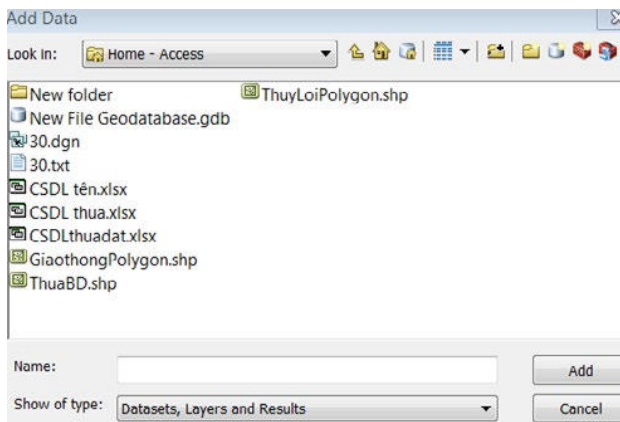 Add Data
Look in: Home - Access
New folder
New File Geodatabase.gdb
30.dgn
30.txt
CSDL tên.xlsx
CSDL thua.xlsx
CSDLthuadat.xlsx
GiaothongPolygon.shp
ThuaBD.shp
ThuyLoiPolygon.shp
Name:
Add
Show of type: Datasets, Layers and Results
Cancel